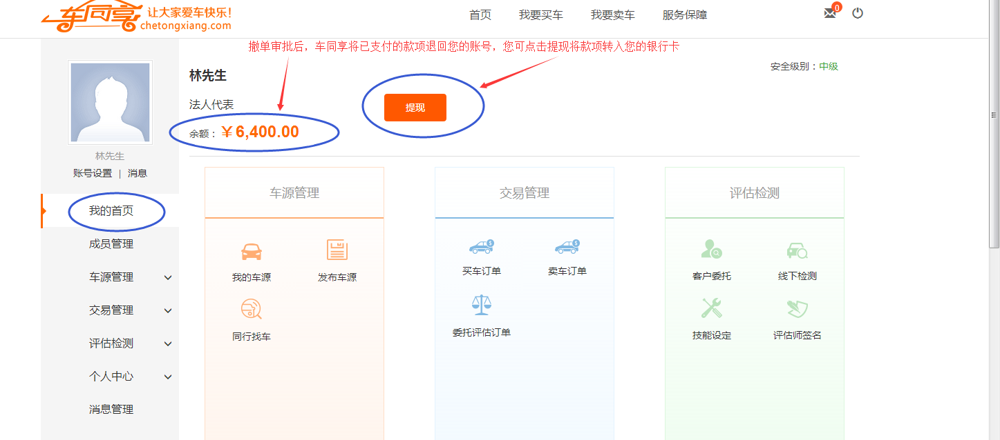 车同享 让大家爱车快乐！
chetongxiang.com
首页 我要买车 我要卖车 服务保障
0
撤单审批后，车同享将已支付的款项退回您的账号，您可点击提现将款项转入您的银行卡
林先生
安全级别：中级
法人代表
提现
余额：￥6,400.00
林先生
账号设置 | 消息
我的首页
成员管理
车源管理
交易管理
评估检测
个人中心
消息管理
车源管理
我的车源 发布车源
同行找车
交易管理
买车订单 卖车订单
委托评估订单
评估检测
客户委托 线下检测
技能设定 评估师签名